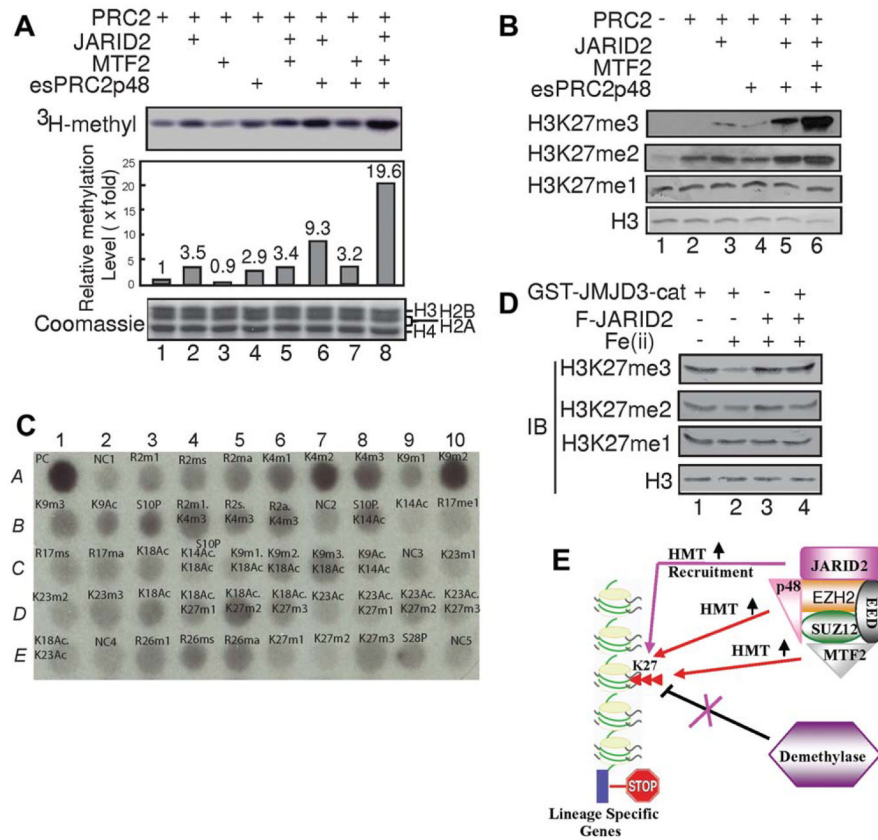 A
PRC2 + + + + + + + +
JARID2 + + + +
MTF2 + + + +
esPRC2p48 + + + +
3H-methyl
Relative methylation
Level ( x fold)
25
20
15
10
5
0
1 3.5 0.9 2.9 3.4 9.3 3.2 19.6
Coomassie
H3 H2B
H4 H2A
1 2 3 4 5 6 7 8
B
PRC2 - + + + + +
JARID2 + + +
MTF2 +
esPRC2p48 + + +
H3K27me3
H3K27me2
H3K27me1
H3
1 2 3 4 5 6
C
1 2 3 4 5 6 7 8 9 10
A PC NC1 R2m1 R2ms R2ma K4m1 K4m2 K4m3 K9m1 K9m2
B K9m3 K9Ac S10P R2m1. K4m3 R2s. K4m3 R2a. K4m3 NC2 S10P. K14Ac K14Ac R17me1
S10P
C R17ms R17ma K18Ac K14Ac. K18Ac K9m1. K18Ac K9m2. K18Ac K9m3. K18Ac K9Ac. K14Ac NC3 K23m1
D K23m2 K23m3 K18Ac K18Ac. K27m1 K18Ac. K27m2 K18Ac. K27m3 K23Ac K23Ac. K27m1 K23Ac. K27m2 K23Ac. K27m3
E K18Ac. K23Ac NC4 R26m1 R26ms R26ma K27m1 K27m2 K27m3 S28P NC5
D
GST-JMJD3-cat + + - +
F-JARID2 - - + +
Fe(ii) - + + +
IB
H3K27me3
H3K27me2
H3K27me1
H3
1 2 3 4
E
HMT
Recruitment
HMT
HMT
K27
JARID2
p48
EZH2
EED
SUZ12
MTF2
Demethylase
STOP
Lineage Specific
Genes